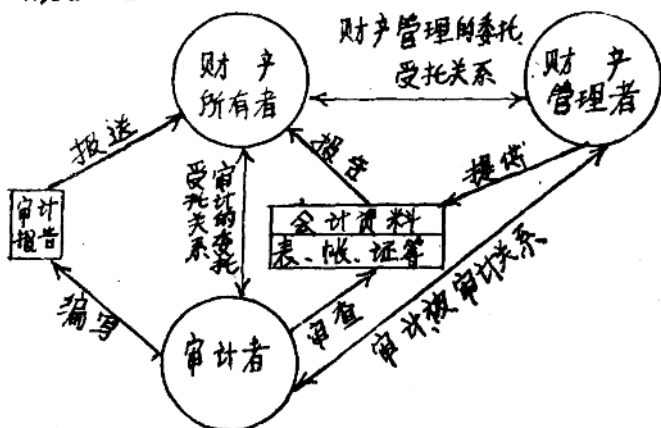 财产管理的委托、
受托关系
财产
所有者
财产
管理者
报送
报告
提供
审计的委托
受托关系
审计
报告
会计资料
表、帐、证等
编写
审查
审计被审计关系
审计者